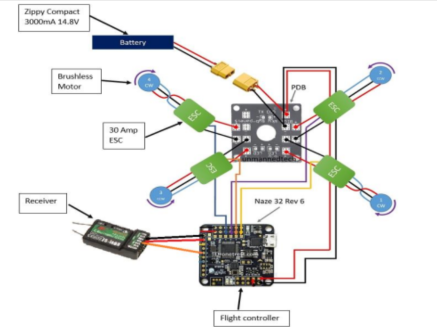 Zippy Compact
3000mA 14.8V
Battery
Brushless
Motor
PDB
ESC
ESC
30 Amp
ESC
unmannedtech
ESC
ESC
Receiver
Naze 32 Rev 6
Flight controller